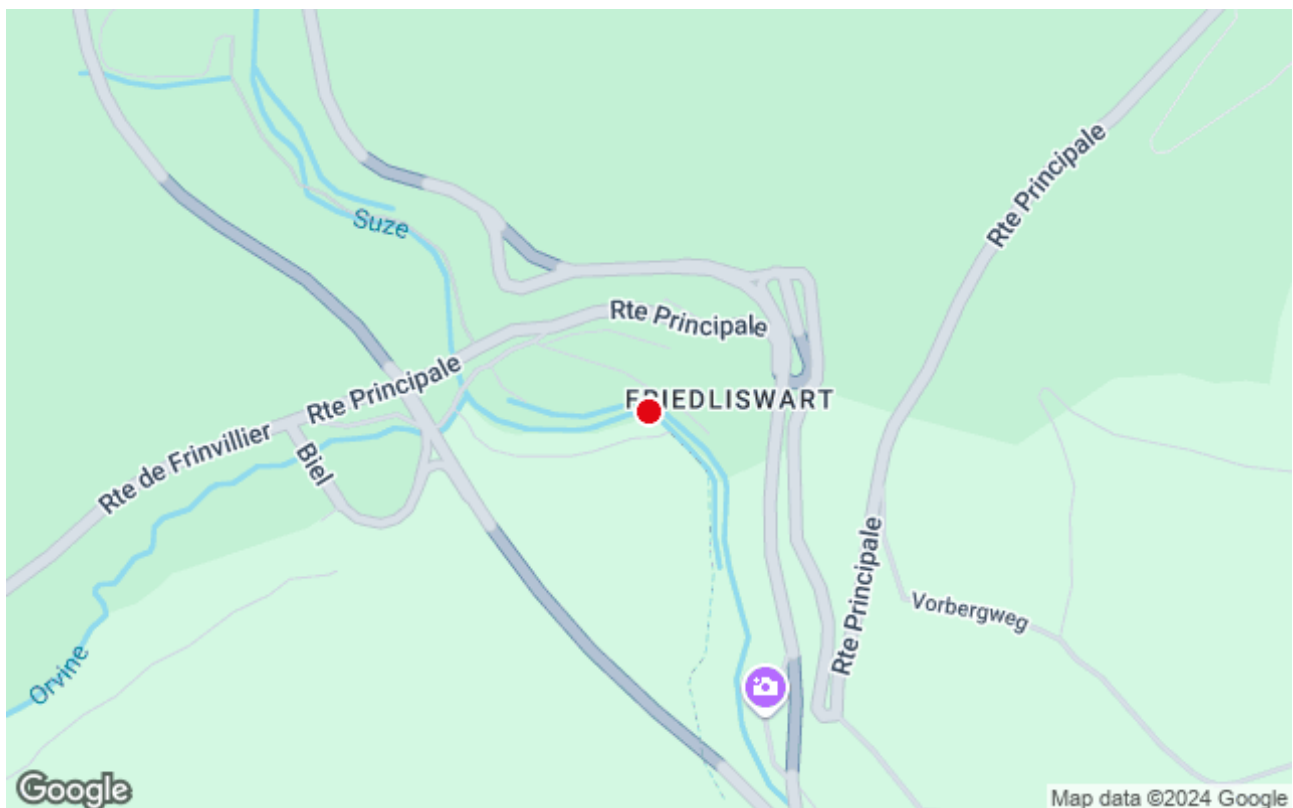 Suze
Rte Principale
Rte Principale
Rte Principale
FRIEDLISWART
Rte de Frinvillier
Biel
Rte Principale
Vorbergweg
Orvine
Google
Map data ©2024 Google